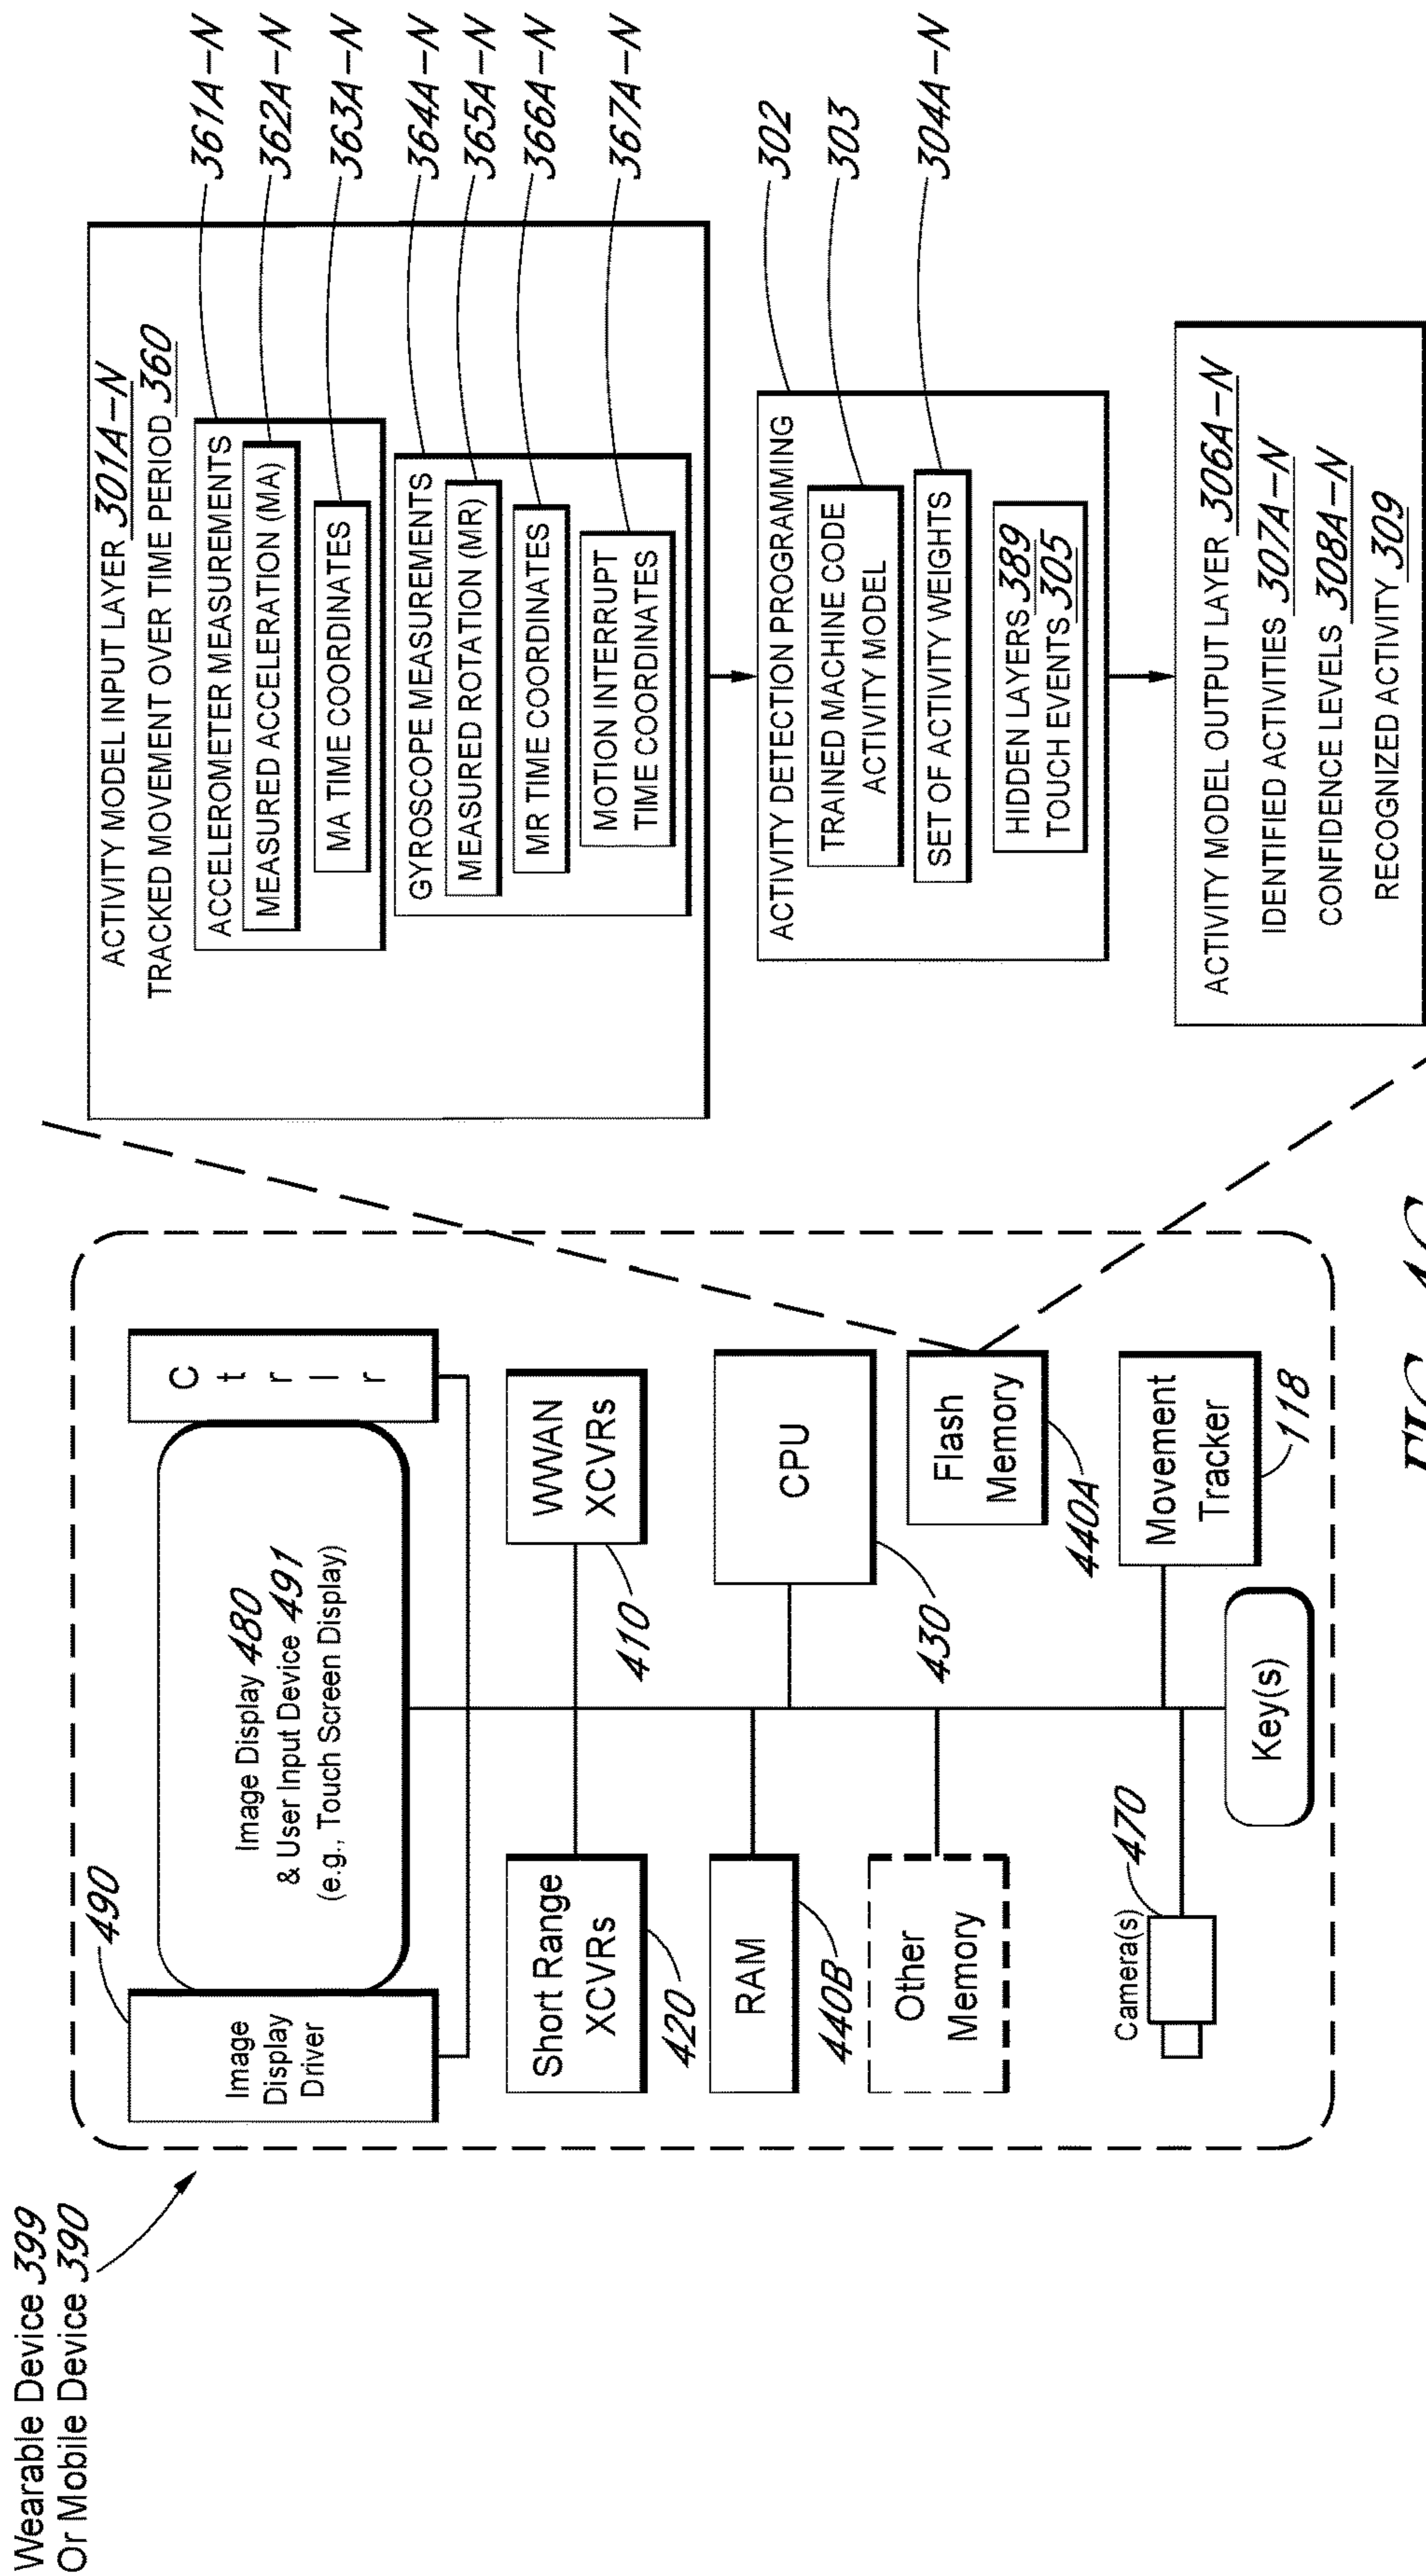 Wearable Device 399
Or Mobile Device 390
490
Image
Display
Driver
Image Display 480
& User Input Device 491
(e.g., Touch Screen Display)
C
t
r
l
r
Short Range
XCVRs
420
WWAN
XCVRs
410
RAM
440B
CPU
430
Other
Memory
Flash
Memory
440A
Camera(s)
470
Movement
Tracker
118
Key(s)
ACTIVITY MODEL INPUT LAYER 301A-N
TRACKED MOVEMENT OVER TIME PERIOD 360
ACCELEROMETER MEASUREMENTS
361A-N
MEASURED ACCELERATION (MA)
362A-N
MA TIME COORDINATES
363A-N
GYROSCOPE MEASUREMENTS
364A-N
MEASURED ROTATION (MR)
365A-N
MR TIME COORDINATES
366A-N
MOTION INTERRUPT
TIME COORDINATES
367A-N
ACTIVITY DETECTION PROGRAMMING
302
TRAINED MACHINE CODE
ACTIVITY MODEL
303
SET OF ACTIVITY WEIGHTS
304A-N
HIDDEN LAYERS 389
TOUCH EVENTS 305
ACTIVITY MODEL OUTPUT LAYER 306A-N
IDENTIFIED ACTIVITIES 307A-N
CONFIDENCE LEVELS 308A-N
RECOGNIZED ACTIVITY 309